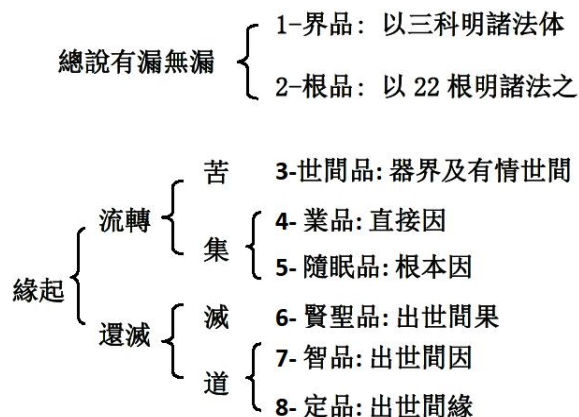 1-界品: 以三科明諸法体
總說有漏無漏
2-根品: 以 22 根明諸法之
苦 3-世間品: 器界及有情世間
流轉
4- 業品: 直接因
集
5- 隨眠品: 根本因
緣起
滅 6- 賢聖品: 出世間果
還滅
7- 智品: 出世間因
道
8- 定品: 出世間緣